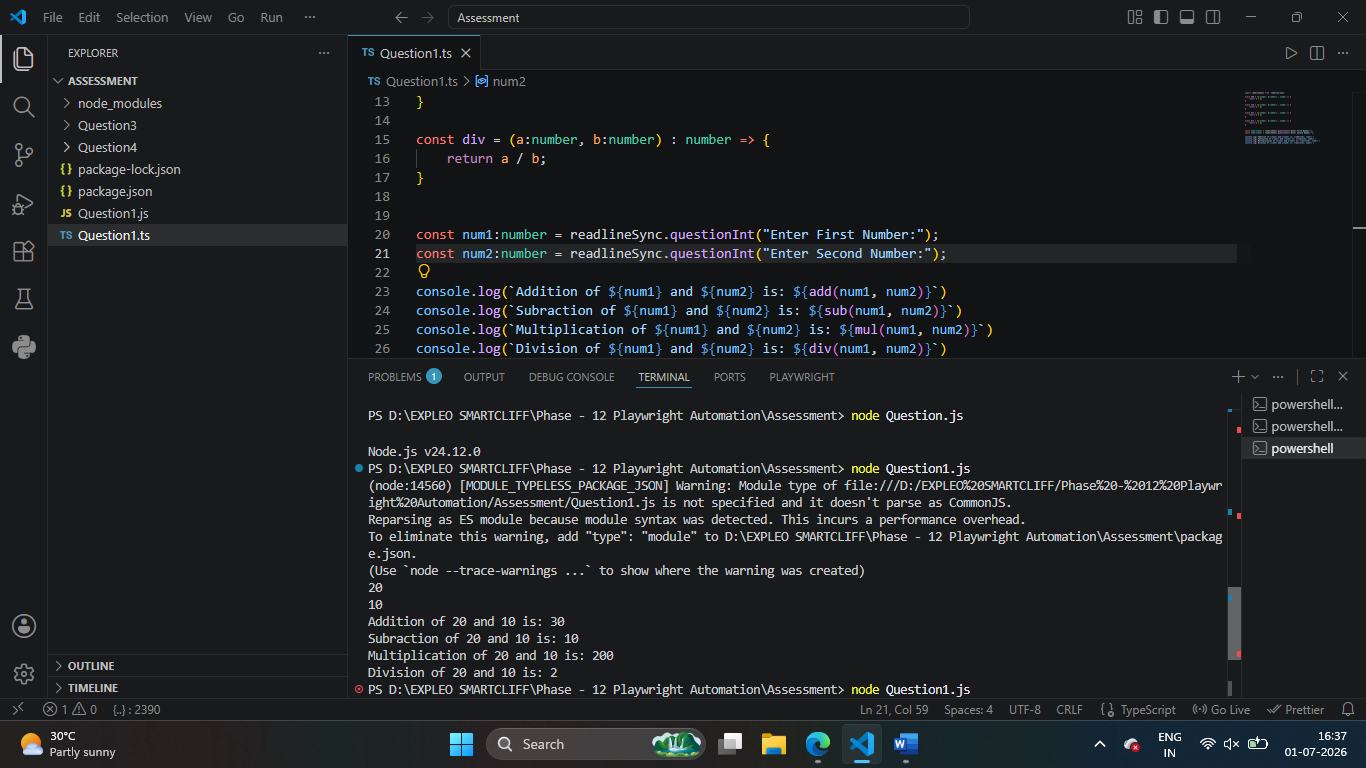 File Edit Selection View Go Run ···
Assessment
EXPLORER
ASSESSMENT
node_modules
Question3
Question4
{} package-lock.json
{} package.json
JS Question1.js
TS Question1.ts
OUTLINE
TIMELINE
TS Question1.ts
TS Question1.ts > num2
13 }
14
15 const div = (a:number, b:number) : number => {
16 return a / b;
17 }
18
19
20 const num1:number = readlineSync.questionInt("Enter First Number:");
21 const num2:number = readlineSync.questionInt("Enter Second Number:");
22
23 console.log(`Addition of ${num1} and ${num2} is: ${add(num1, num2)}`)
24 console.log(`Subraction of ${num1} and ${num2} is: ${sub(num1, num2)}`)
25 console.log(`Multiplication of ${num1} and ${num2} is: ${mul(num1, num2)}`)
26 console.log(`Division of ${num1} and ${num2} is: ${div(num1, num2)}`)
PROBLEMS 1 OUTPUT DEBUG CONSOLE TERMINAL PORTS PLAYWRIGHT
PS D:\EXPLEO SMARTCLIFF\Phase - 12 Playwright Automation\Assessment> node Question.js
Node.js v24.12.0
PS D:\EXPLEO SMARTCLIFF\Phase - 12 Playwright Automation\Assessment> node Question1.js
(node:14560) [MODULE_TYPELESS_PACKAGE_JSON] Warning: Module type of file:///D:/EXPLEO%20SMARTCLIFF/Phase%20-%2012%20Playwr
ight%20Automation/Assessment/Question1.js is not specified and it doesn't parse as CommonJS.
Reparsing as ES module because module syntax was detected. This incurs a performance overhead.
To eliminate this warning, add "type": "module" to D:\EXPLEO SMARTCLIFF\Phase - 12 Playwright Automation\Assessment\packag
e.json.
(Use `node --trace-warnings ...` to show where the warning was created)
20
10
Addition of 20 and 10 is: 30
Subraction of 20 and 10 is: 10
Multiplication of 20 and 10 is: 200
Division of 20 and 10 is: 2
PS D:\EXPLEO SMARTCLIFF\Phase - 12 Playwright Automation\Assessment> node Question1.js
powershell...
powershell...
powershell
1 0 {..} : 2390
Ln 21, Col 59 Spaces: 4 UTF-8 CRLF {} TypeScript Go Live Prettier
30°C
Partly sunny
Search
ENG
IN
16:37
01-07-2026